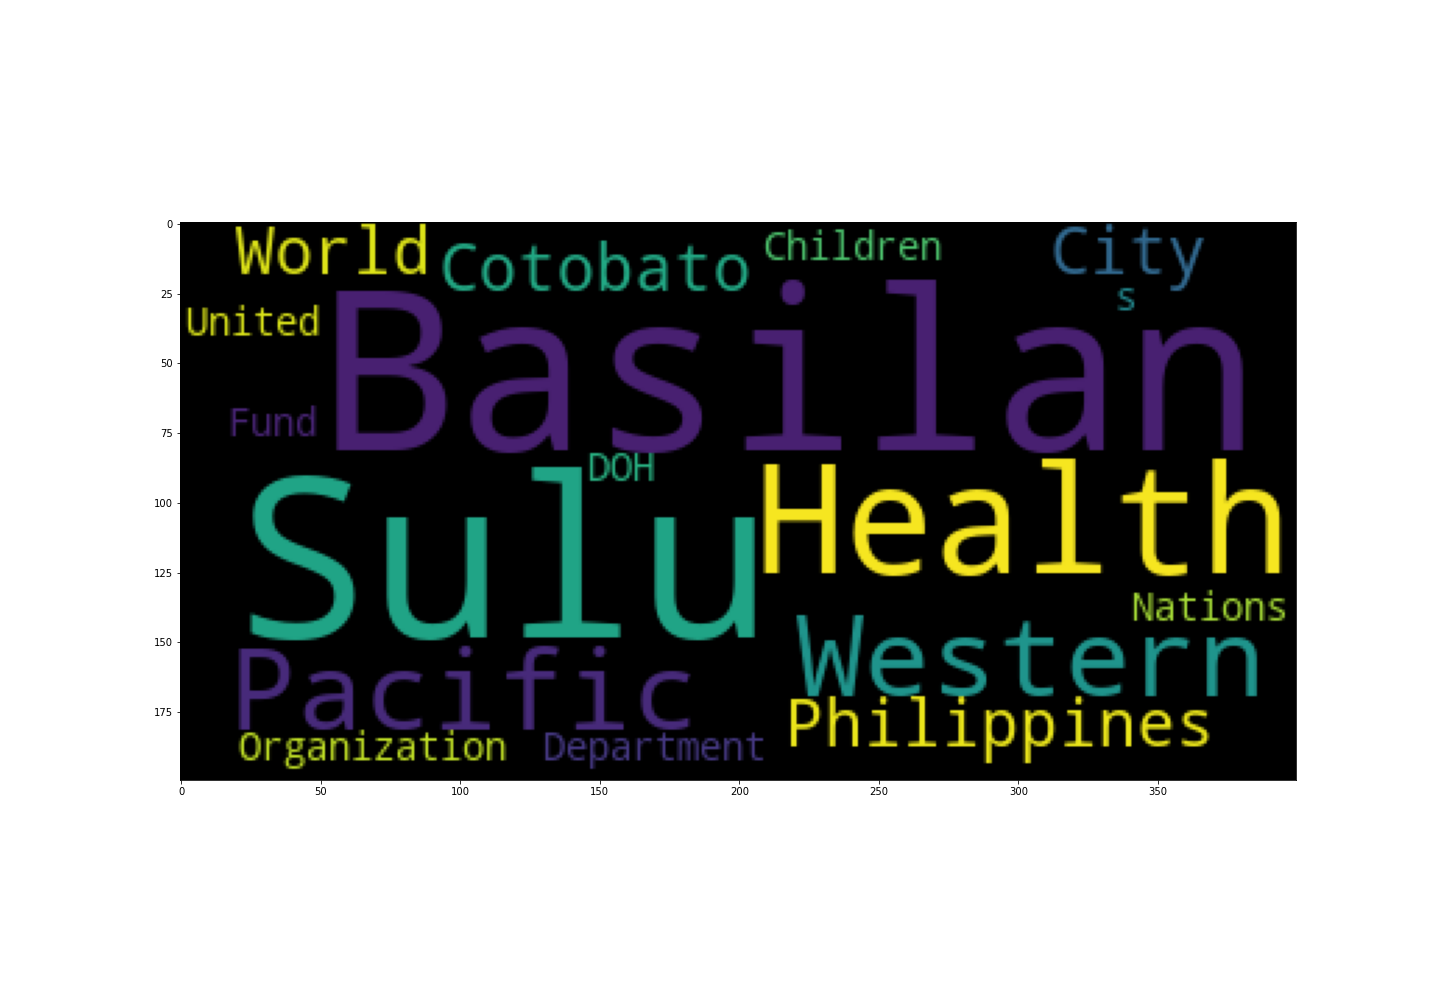 World
Cotobato
Children
City
s
United
Basilan
Fund
DOH
Sulu
Health
Nations
Western
Pacific
Philippines
Organization
Department
0
25
50
75
100
125
150
175
0
50
100
150
200
250
300
350